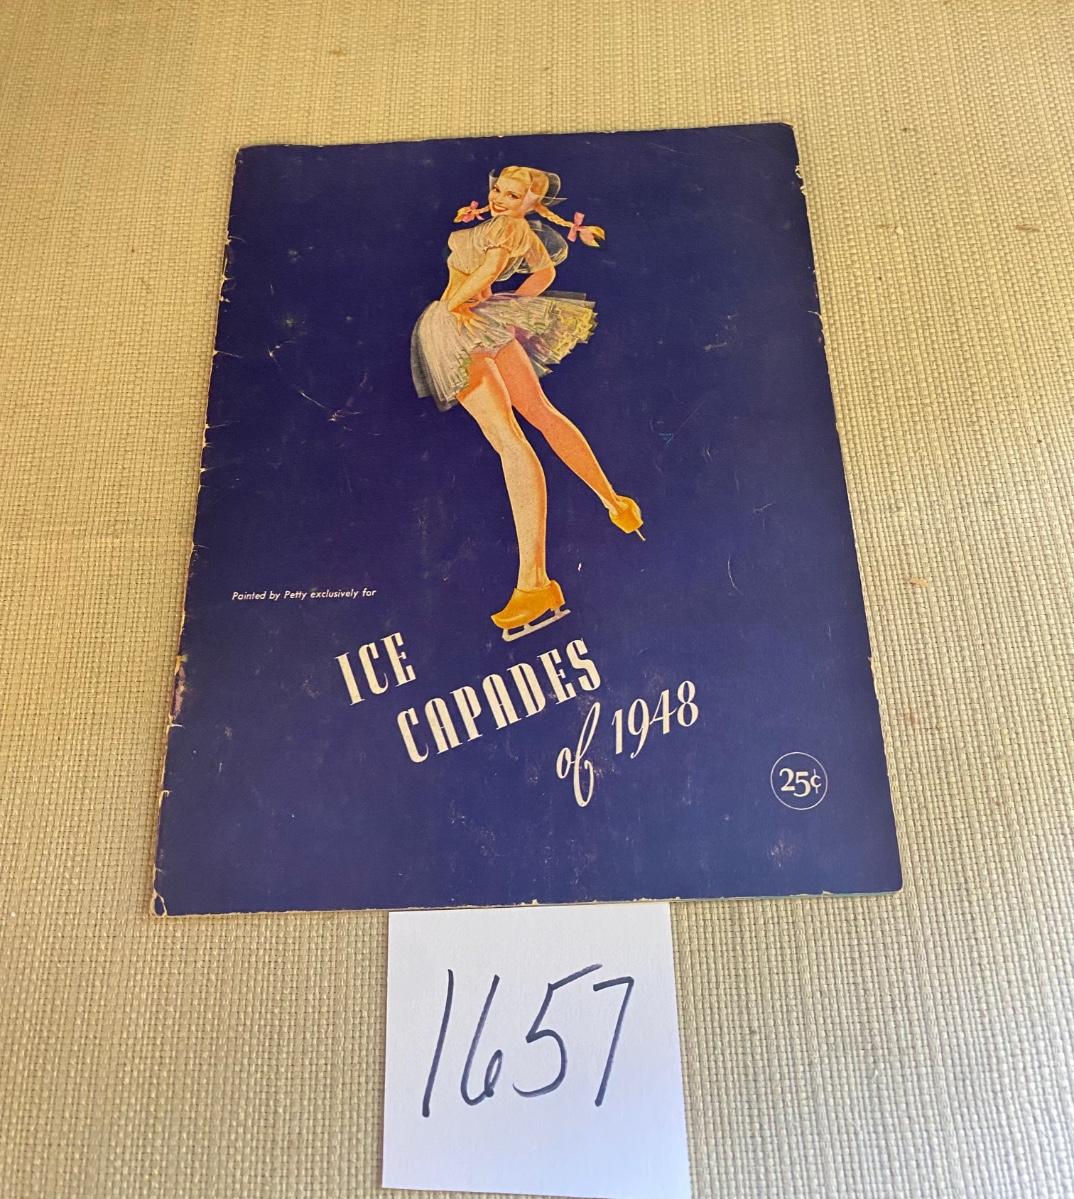 Painted by Petty exclusively for
ICE
CAPADES
of 1948
25¢
1657